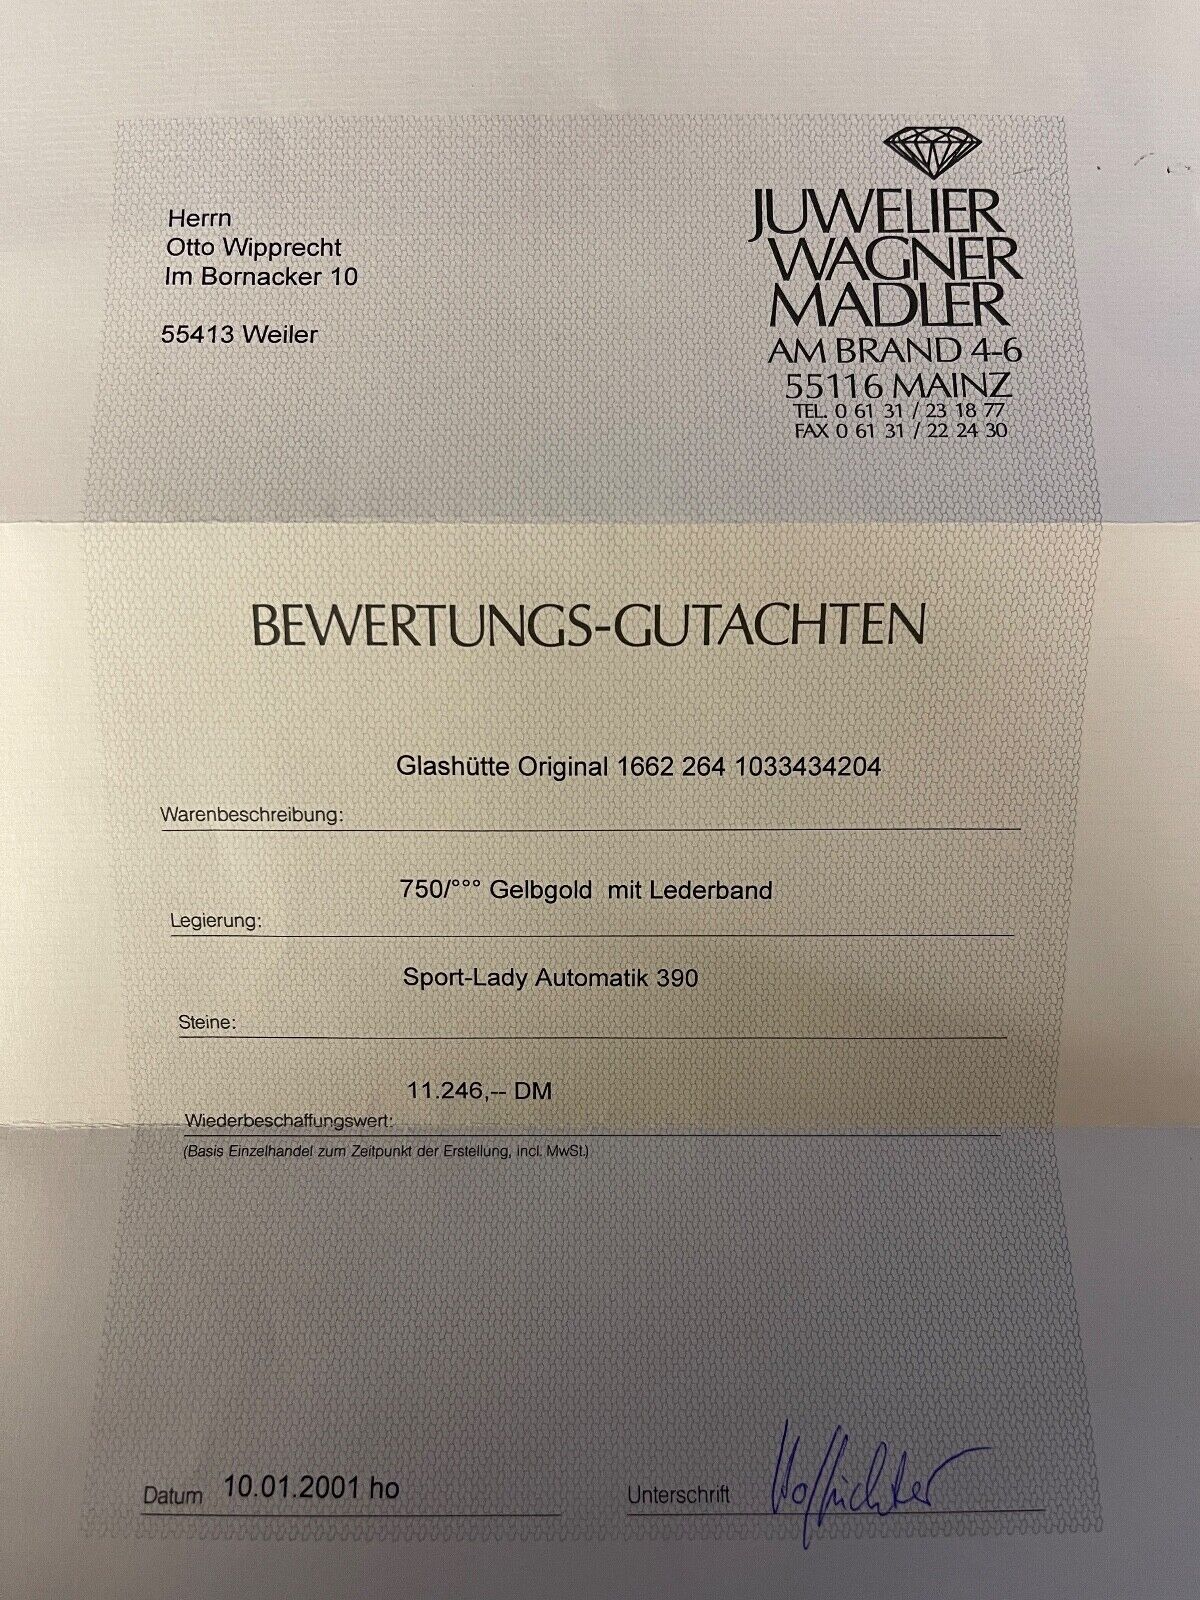 Herrn
Otto Wipprecht
Im Bornacker 10
55413 Weiler
JUWELIER
WAGNER
MADLER
AM BRAND 4-6
55116 MAINZ
TEL. 0 61 31 / 23 18 77
FAX 0 61 31 / 22 24 30
BEWERTUNGS-GUTACHTEN
Glashütte Original 1662 264 1033434204
Warenbeschreibung:
750/°°° Gelbgold mit Lederband
Legierung:
Sport-Lady Automatik 390
Steine:
11.246,-- DM
Wiederbeschaffungswert:
(Basis Einzelhandel zum Zeitpunkt der Erstellung, incl. MwSt.)
Datum 10.01.2001 ho
Unterschrift